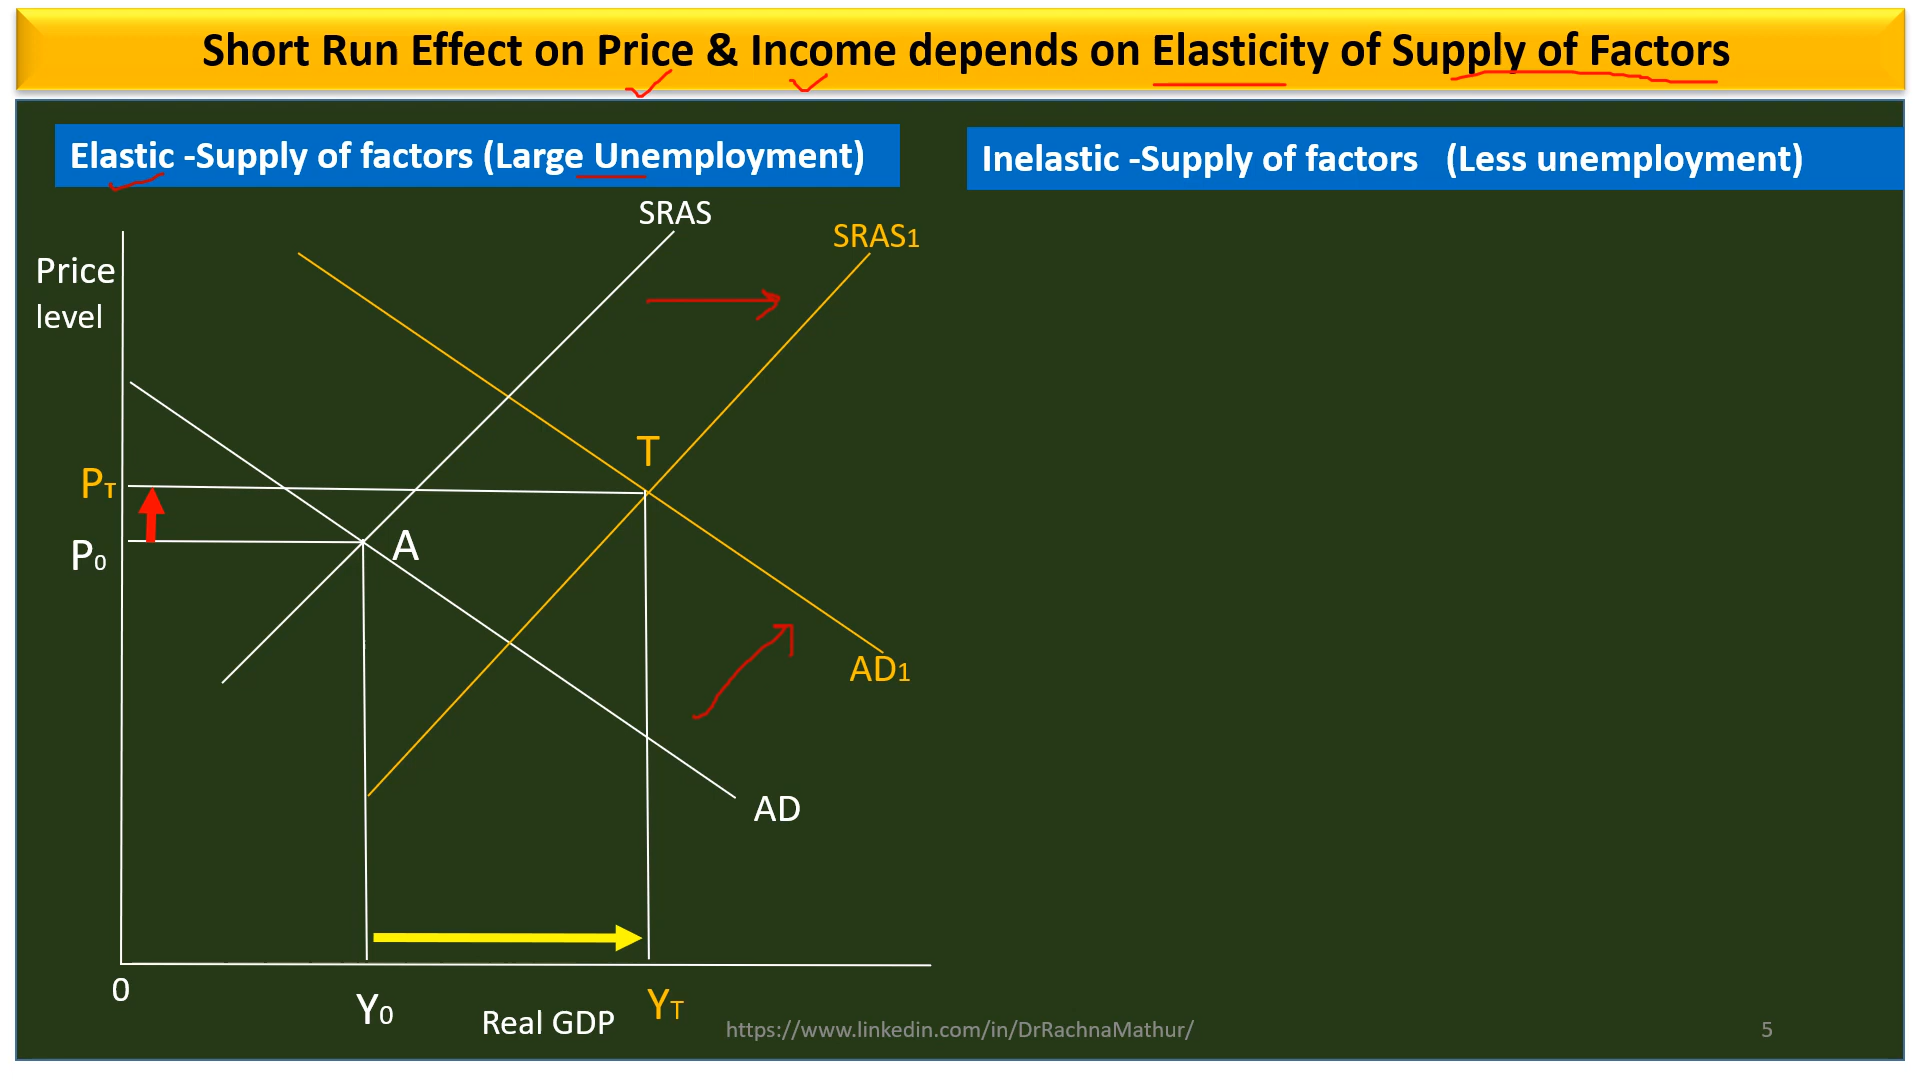 Short Run Effect on Price & Income depends on Elasticity of Supply of Factors
Elastic -Supply of factors (Large Unemployment)
Inelastic -Supply of factors (Less unemployment)
SRAS
SRAS1
Price
level
T
PT
P0
A
AD1
AD
0
Y0
Real GDP
YT
https://www.linkedin.com/in/DrRachnaMathur/
5